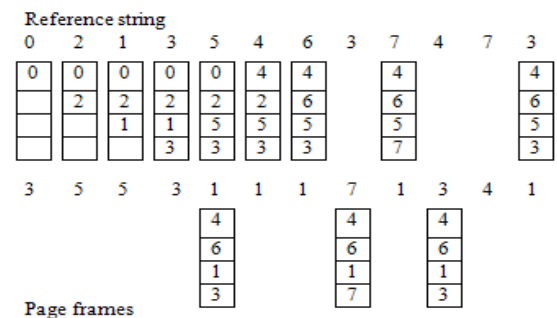 Reference string
0 2 1 3 5 4 6 3 7 4 7 3
0 0 0 0 0 4 4 4 4
2 2 2 2 2 6 6 6
1 1 5 5 5 5 5
3 3 3 3 7 3
3 5 5 3 1 1 1 7 1 3 4 1
4 4 4
6 6 6
1 1 1
3 7 3
Page frames